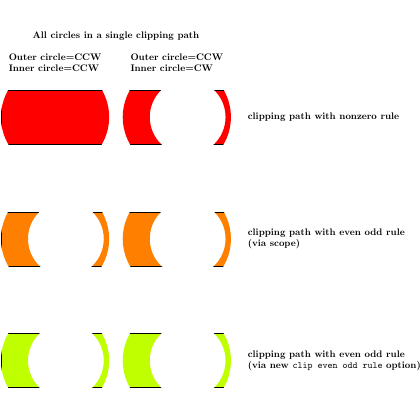 All circles in a single clipping path
Outer circle=CCW
Inner circle=CCW
Outer circle=CCW
Inner circle=CW
clipping path with nonzero rule
clipping path with even odd rule
(via scope)
clipping path with even odd rule
(via new clip even odd rule option)